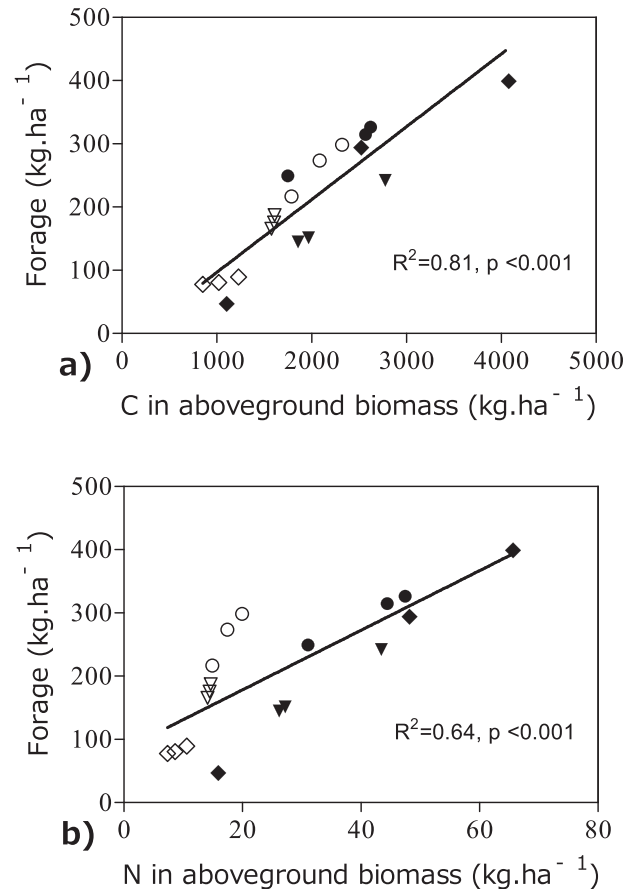 500
400
300
200
100
0
Forage (kg.ha⁻¹)
R²=0.81, p <0.001
0 1000 2000 3000 4000 5000
a)
C in aboveground biomass (kg.ha⁻¹)
500
400
300
200
100
0
Forage (kg.ha⁻¹)
R²=0.64, p <0.001
0 20 40 60 80
b)
N in aboveground biomass (kg.ha⁻¹)